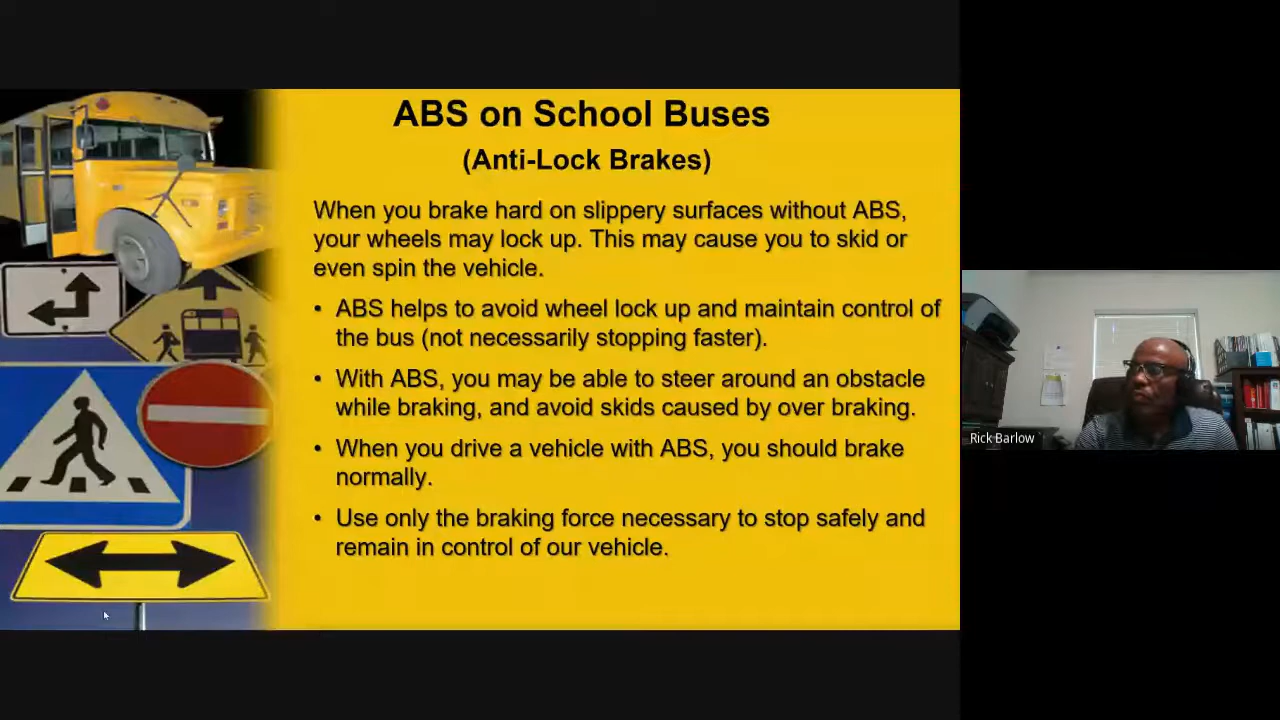 ABS on School Buses
(Anti-Lock Brakes)
When you brake hard on slippery surfaces without ABS,
your wheels may lock up. This may cause you to skid or
even spin the vehicle.
• ABS helps to avoid wheel lock up and maintain control of
the bus (not necessarily stopping faster).
• With ABS, you may be able to steer around an obstacle
while braking, and avoid skids caused by over braking.
• When you drive a vehicle with ABS, you should brake
normally.
• Use only the braking force necessary to stop safely and
remain in control of our vehicle.
Rick Barlow